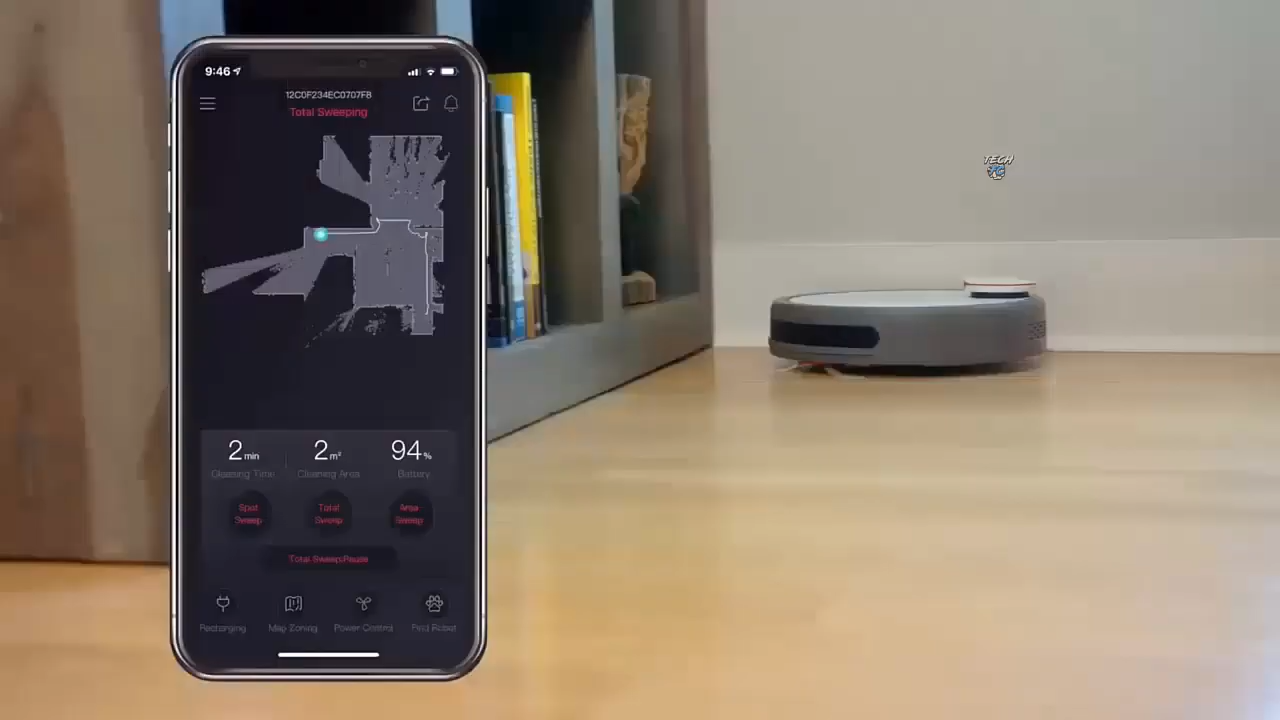 9:46
12C0F234EC0707F8
Total Sweeping
TECH
2 min
2 m²
94 %
Cleaning Time
Cleaning Area
Battery
Spot Sweep
Total Sweep
Area Sweep
Total Sweep Pause
Recharging
Map Zoning
Power Control
Find Robot